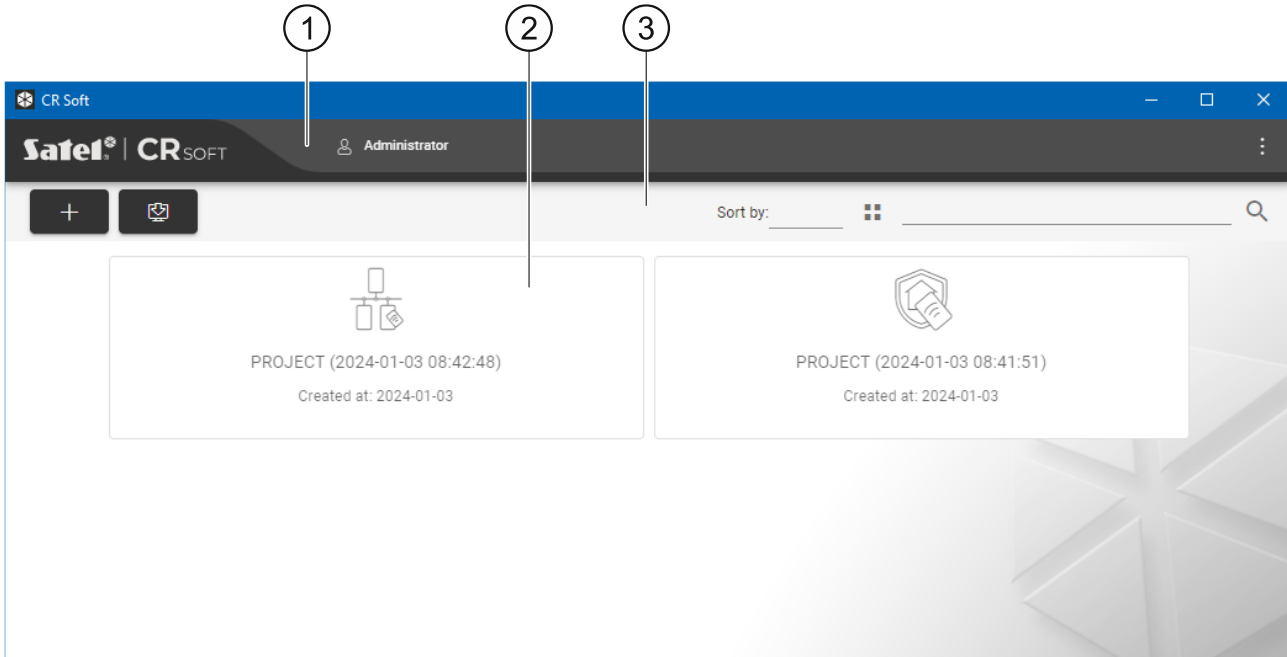 1 2 3
CR Soft
Satel® | CR SOFT Administrator
Sort by:
PROJECT (2024-01-03 08:42:48) PROJECT (2024-01-03 08:41:51)
Created at: 2024-01-03 Created at: 2024-01-03